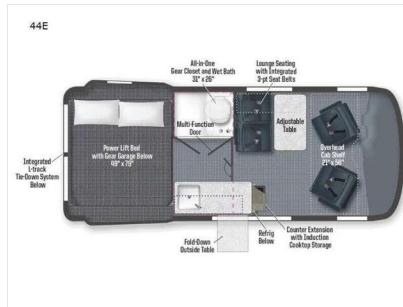 44E
All-in-One
Gear Closet and Wet Bath
31" x 26"
Lounge Seating
with Integrated
3-pt Seat Belts
Multi-Function
Door
Adjustable
Table
Power Lift Bed
with Gear Garage Below
49" x 79"
Overhead
Cab Shelf
21" x 56"
Integrated
L-track
Tie-Down System
Below
Refrig
Below
Counter Extension
with Induction
Cooktop Storage
Fold-Down
Outside Table